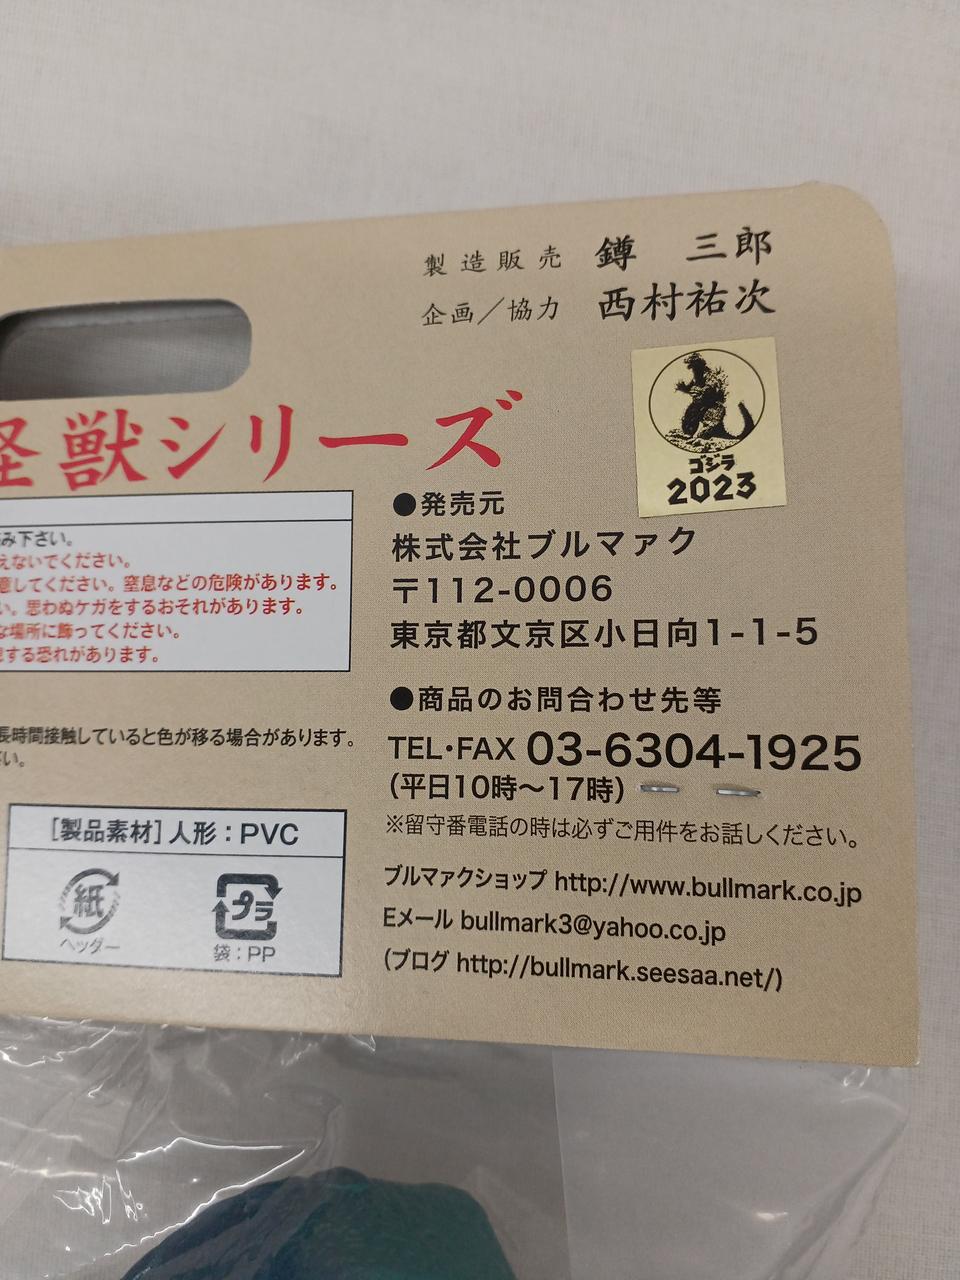 製造販売 鐏 三郎
企画／協力 西村祐次
ゴジラ
2023
怪獣シリーズ
み下さい。
えないでください。
意してください。窒息などの危険があります。
い。思わぬケガをするおそれがあります。
な場所に飾ってください。
する恐れがあります。
長時間接触していると色が移る場合があります。
い。
[製品素材]人形：PVC
紙
ヘッダー
プラ
袋：PP
●発売元
株式会社ブルマァク
〒112-0006
東京都文京区小日向1-1-5
●商品のお問合わせ先等
TEL・FAX 03-6304-1925
(平日10時〜17時)
※留守番電話の時は必ずご用件をお話しください。
ブルマァクショップ http://www.bullmark.co.jp
Eメール bullmark3@yahoo.co.jp
(ブログ http://bullmark.seesaa.net/)